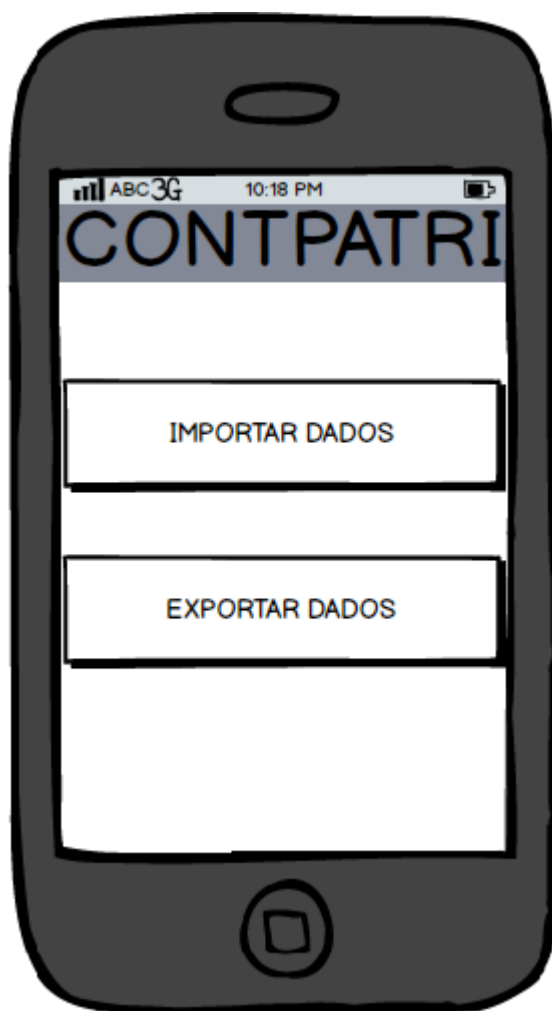 ABC 3G 10:18 PM
CONTPATRI
IMPORTAR DADOS
EXPORTAR DADOS